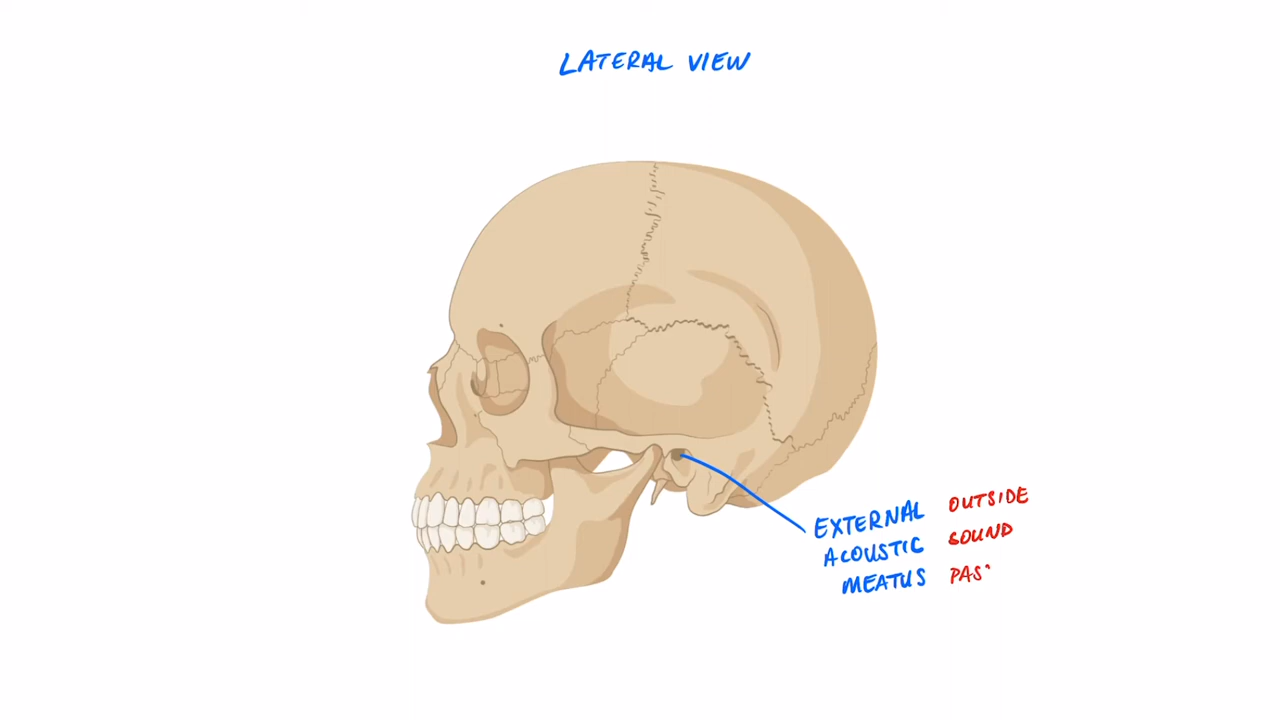 LATERAL VIEW
EXTERNAL OUTSIDE
ACOUSTIC SOUND
MEATUS PAS